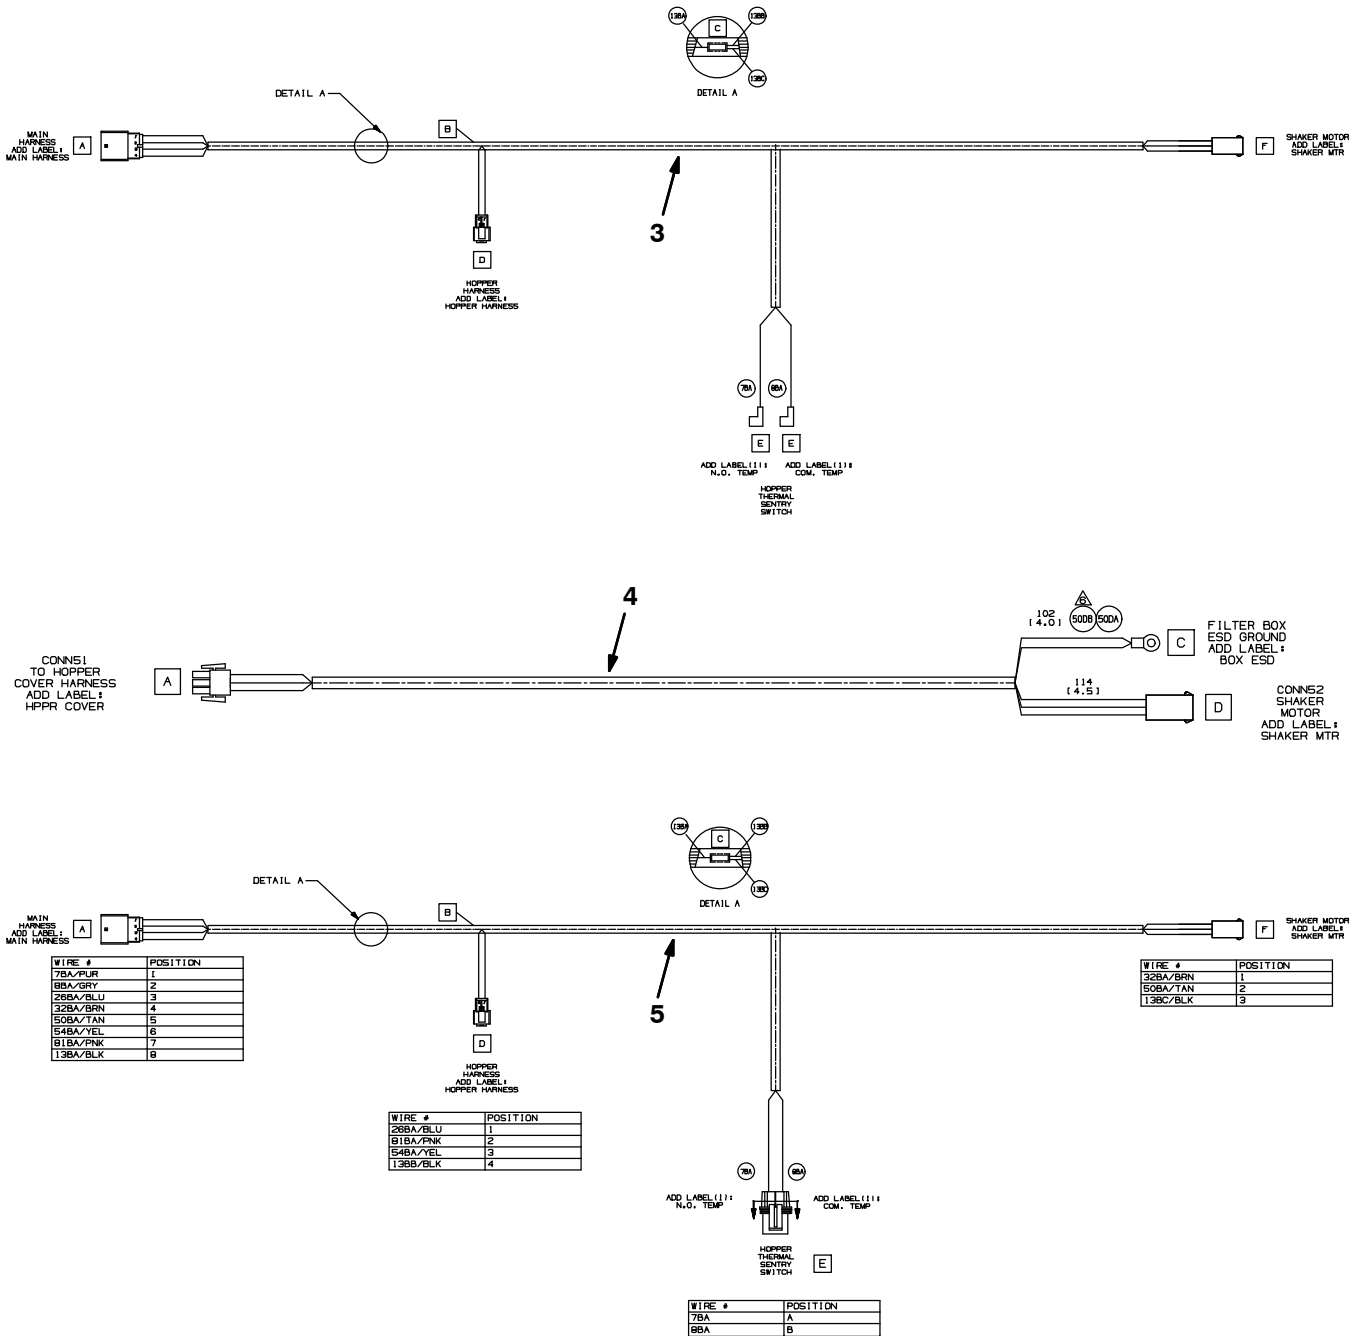 13BA
13BB
C
13BC
DETAIL A
DETAIL A
MAIN
HARNESS
ADD LABEL:
MAIN HARNESS
A
B
F
SHAKER MOTOR
ADD LABEL:
SHAKER MTR
3
D
HOPPER
HARNESS
ADD LABEL:
HOPPER HARNESS
7BA
8BA
E
E
ADD LABEL(1):
N.O. TEMP
ADD LABEL(1):
COM. TEMP
HOPPER
THERMAL
SENTRY
SWITCH
4
CONN51
TO HOPPER
COVER HARNESS
ADD LABEL:
HPPR COVER
A
102
[4.0]
6
50DB
50DA
C
FILTER BOX
ESD GROUND
ADD LABEL:
BOX ESD
114
[4.5]
D
CONN52
SHAKER
MOTOR
ADD LABEL:
SHAKER MTR
13BA
13BB
C
13BC
DETAIL A
DETAIL A
MAIN
HARNESS
ADD LABEL:
MAIN HARNESS
A
B
F
SHAKER MOTOR
ADD LABEL:
SHAKER MTR
WIRE # POSITION
7BA/PUR 1
8BA/GRY 2
26BA/BLU 3
32BA/BRN 4
50BA/TAN 5
54BA/YEL 6
81BA/PNK 7
13BA/BLK 8
5
WIRE # POSITION
32BA/BRN 1
50BA/TAN 2
13BC/BLK 3
D
HOPPER
HARNESS
ADD LABEL:
HOPPER HARNESS
WIRE # POSITION
26BA/BLU 1
81BA/PNK 2
54BA/YEL 3
13BB/BLK 4
7BA
8BA
ADD LABEL(1):
N.O. TEMP
ADD LABEL(1):
COM. TEMP
HOPPER
THERMAL
SENTRY
SWITCH
E
WIRE # POSITION
7BA A
8BA B